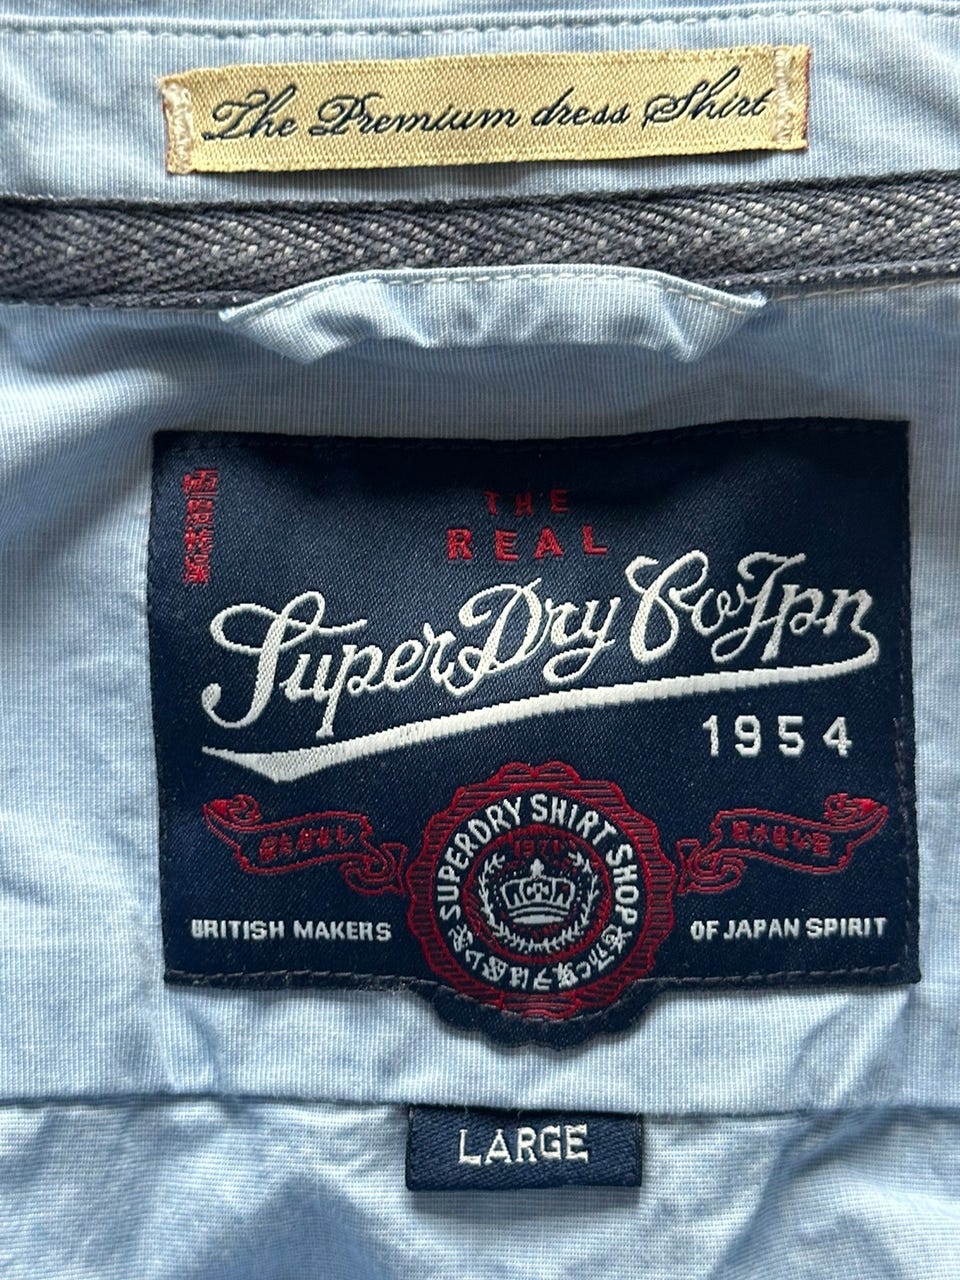 The Premium dress Shirt
THE
REAL
SuperDry Co Jpn
1954
SUPERDRY SHIRT SHOP
1971
BRITISH MAKERS
OF JAPAN SPIRIT
LARGE